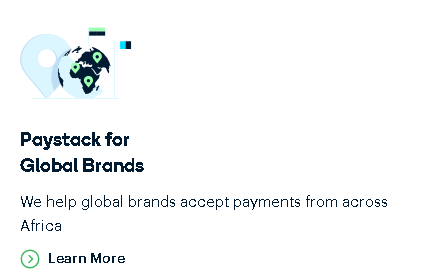 Paystack for
Global Brands
We help global brands accept payments from across
Africa
Learn More